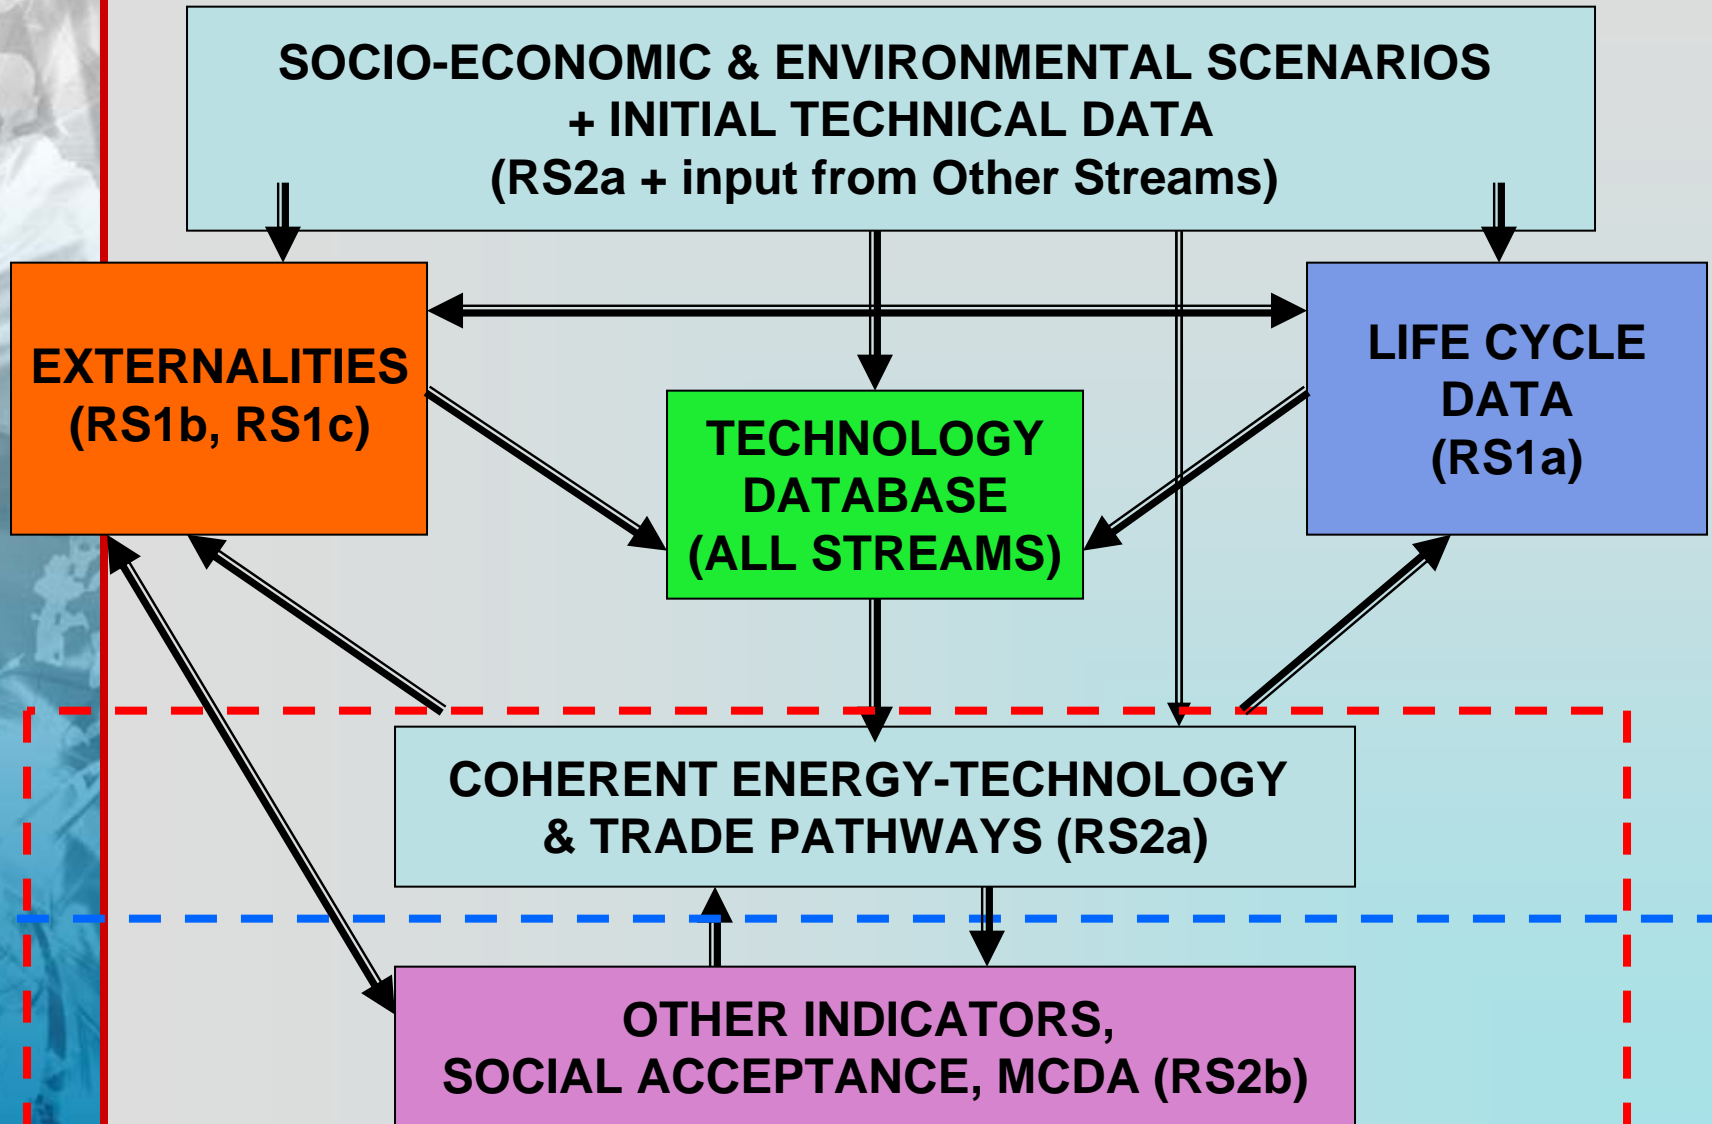 SOCIO-ECONOMIC & ENVIRONMENTAL SCENARIOS
+ INITIAL TECHNICAL DATA
(RS2a + input from Other Streams)
EXTERNALITIES
(RS1b, RS1c)
LIFE CYCLE
DATA
(RS1a)
TECHNOLOGY
DATABASE
(ALL STREAMS)
COHERENT ENERGY-TECHNOLOGY
& TRADE PATHWAYS (RS2a)
OTHER INDICATORS,
SOCIAL ACCEPTANCE, MCDA (RS2b)